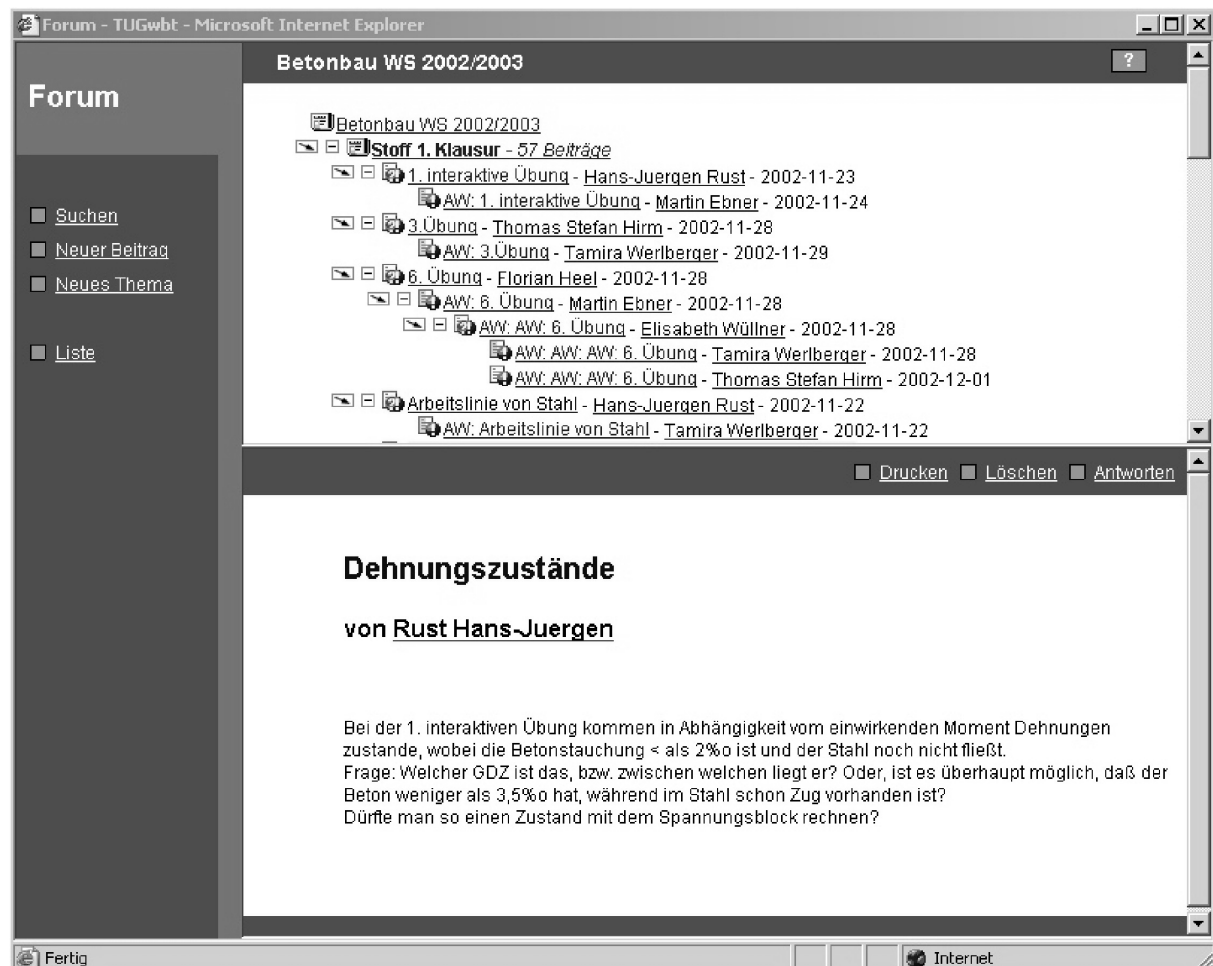 Forum - TUGwbt - Microsoft Internet Explorer
Forum
Suchen
Neuer Beitrag
Neues Thema
Liste
Betonbau WS 2002/2003
?
Betonbau WS 2002/2003
Stoff 1. Klausur - 57 Beiträge
1. interaktive Übung - Hans-Juergen Rust - 2002-11-23
AW: 1. interaktive Übung - Martin Ebner - 2002-11-24
3.Übung - Thomas Stefan Hirm - 2002-11-28
AW: 3.Übung - Tamira Werlberger - 2002-11-29
6. Übung - Florian Heel - 2002-11-28
AW: 6. Übung - Martin Ebner - 2002-11-28
AW: AW: 6. Übung - Elisabeth Wüllner - 2002-11-28
AW: AW: AW: 6. Übung - Tamira Werlberger - 2002-11-28
AW: AW: AW: 6. Übung - Thomas Stefan Hirm - 2002-12-01
Arbeitslinie von Stahl - Hans-Juergen Rust - 2002-11-22
AW: Arbeitslinie von Stahl - Tamira Werlberger - 2002-11-22
Drucken Löschen Antworten
Dehnungszustände
von Rust Hans-Juergen
Bei der 1. interaktiven Übung kommen in Abhängigkeit vom einwirkenden Moment Dehnungen
zustande, wobei die Betonstauchung < als 2%o ist und der Stahl noch nicht fließt.
Frage: Welcher GDZ ist das, bzw. zwischen welchen liegt er? Oder, ist es überhaupt möglich, daß der
Beton weniger als 3,5%o hat, während im Stahl schon Zug vorhanden ist?
Dürfte man so einen Zustand mit dem Spannungsblock rechnen?
Fertig
Internet